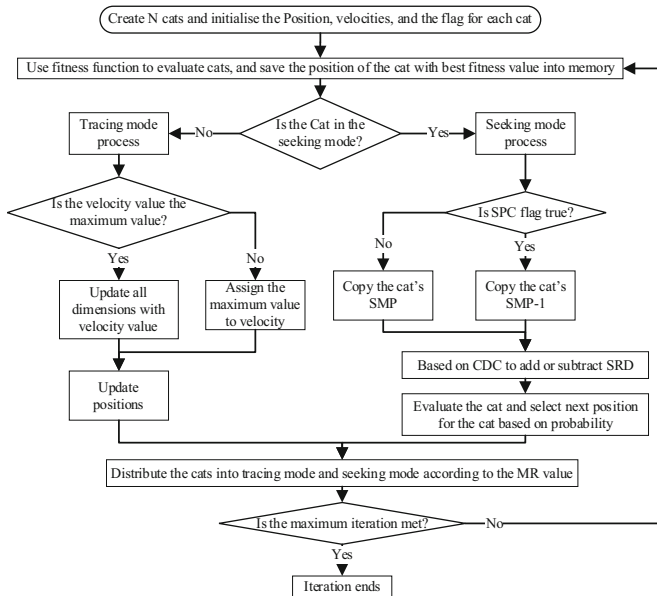 Create N cats and initialise the Position, velocities, and the flag for each cat
Use fitness function to evaluate cats, and save the position of the cat with best fitness value into memory
Tracing mode
process
No
Is the Cat in the
seeking mode?
Yes
Seeking mode
process
Is the velocity value the
maximum value?
Is SPC flag true?
Yes
No
No
Yes
Update all
dimensions with
velocity value
Assign the
maximum value
to velocity
Copy the cat's
SMP
Copy the cat's
SMP-1
Based on CDC to add or subtract SRD
Update
positions
Evaluate the cat and select next position
for the cat based on probability
Distribute the cats into tracing mode and seeking mode according to the MR value
Is the maximum iteration met?
No
Yes
Iteration ends